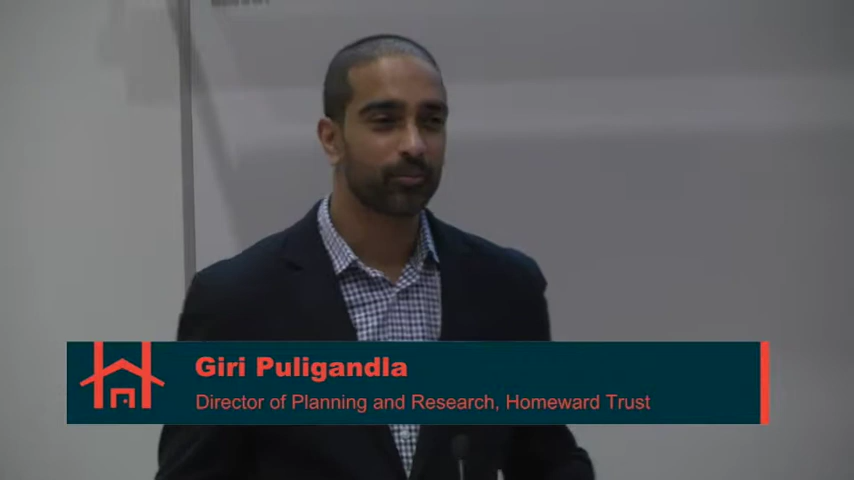 Giri Puligandla
Director of Planning and Research, Homeward Trust